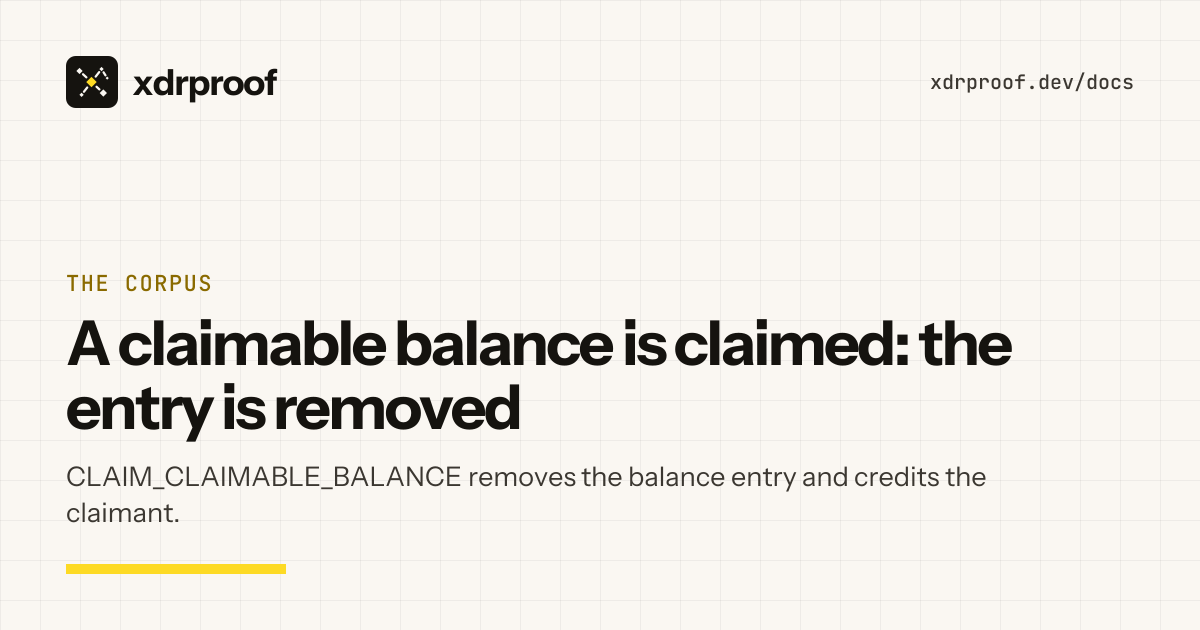 xdrproof
xdrproof.dev/docs
THE CORPUS
A claimable balance is claimed: the
entry is removed
CLAIM_CLAIMABLE_BALANCE removes the balance entry and credits the
claimant.